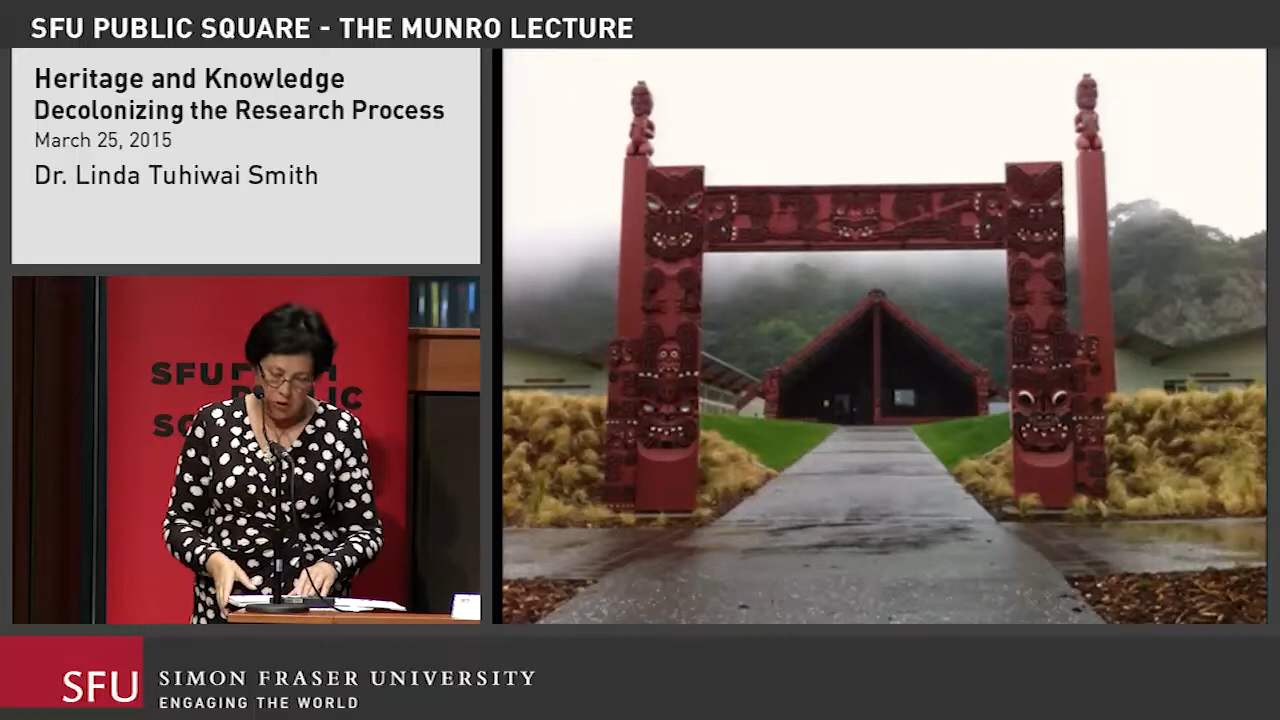 SFU PUBLIC SQUARE - THE MUNRO LECTURE
Heritage and Knowledge
Decolonizing the Research Process
March 25, 2015
Dr. Linda Tuhiwai Smith
SFU
SFU
SIMON FRASER UNIVERSITY
ENGAGING THE WORLD